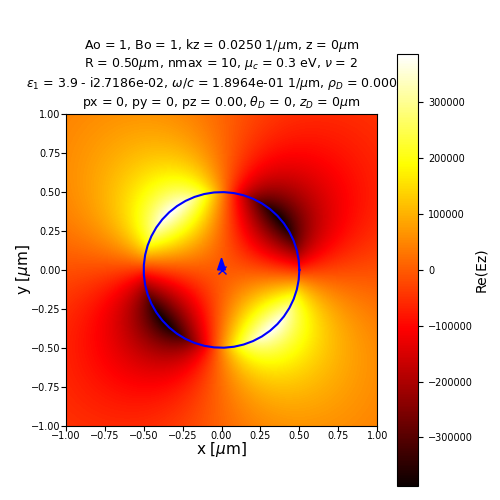 Ao = 1, Bo = 1, kz = 0.0250 1/μm, z = 0μm
R = 0.50μm, nmax = 10, μc = 0.3 eV, ν = 2
ε1 = 3.9 - i2.7186e-02, ω/c = 1.8964e-01 1/μm, ρD = 0.000
px = 0, py = 0, pz = 0.00, θD = 0, zD = 0μm
1.00
0.75
0.50
0.25
0.00
−0.25
−0.50
−0.75
−1.00
y [μm]
−1.00 −0.75 −0.50 −0.25 0.00 0.25 0.50 0.75 1.00
x [μm]
300000
200000
100000
0
−100000
−200000
−300000
Re(Ez)